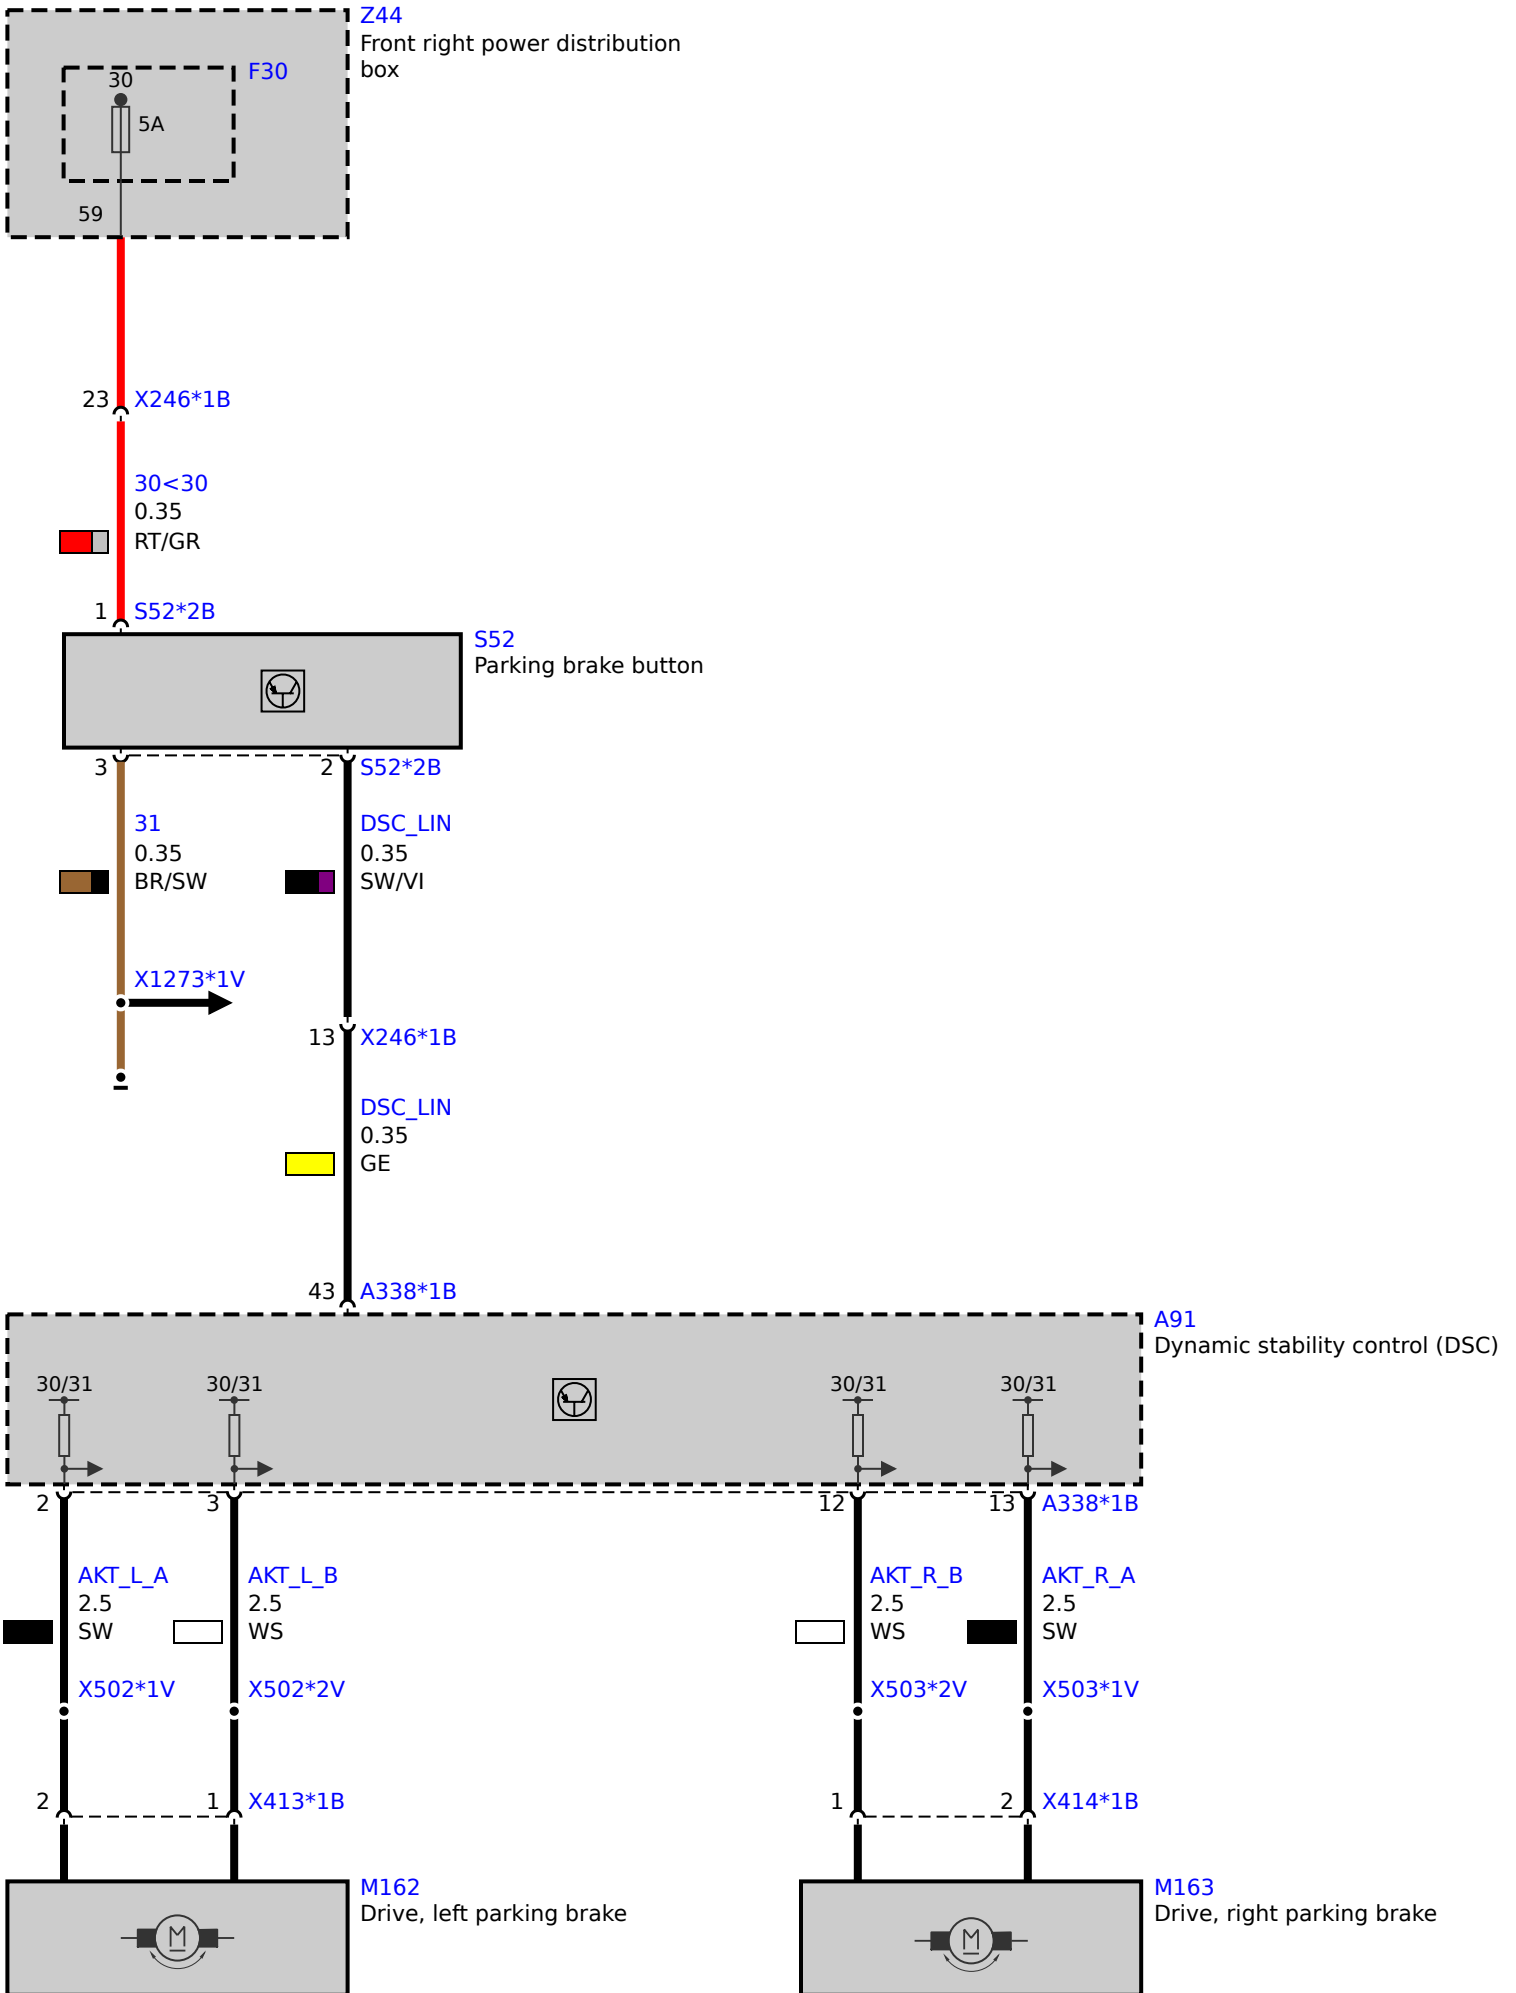 Z44
Front right power distribution
box
F30
30
5A
59
23 X246*1B
30<30
0.35
RT/GR
1 S52*2B
S52
Parking brake button
3 2 S52*2B
31 DSC_LIN
0.35 0.35
BR/SW SW/VI
X1273*1V
13 X246*1B
DSC_LIN
0.35
GE
43 A338*1B
A91
Dynamic stability control (DSC)
30/31 30/31 30/31 30/31
2 3 12 13 A338*1B
AKT_L_A AKT_L_B AKT_R_B AKT_R_A
2.5 2.5 2.5 2.5
SW WS WS SW
X502*1V X502*2V X503*2V X503*1V
2 1 X413*1B 1 2 X414*1B
M162 M163
Drive, left parking brake Drive, right parking brake
M M